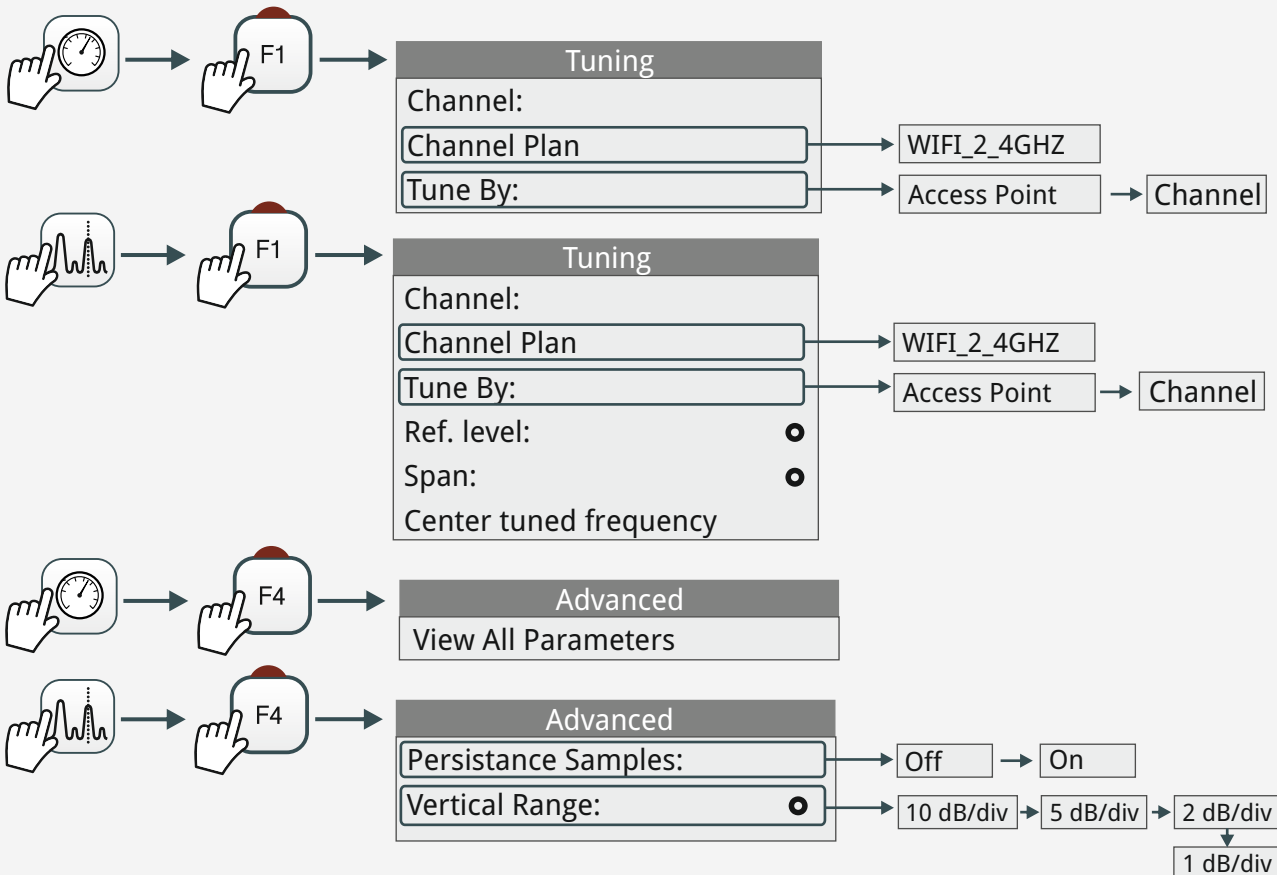 F1
Tuning
Channel:
Channel Plan
WIFI_2_4GHZ
Tune By:
Access Point
Channel
F1
Tuning
Channel:
Channel Plan
WIFI_2_4GHZ
Tune By:
Access Point
Channel
Ref. level:
Span:
Center tuned frequency
F4
Advanced
View All Parameters
F4
Advanced
Persistance Samples:
Off
On
Vertical Range:
10 dB/div
5 dB/div
2 dB/div
1 dB/div